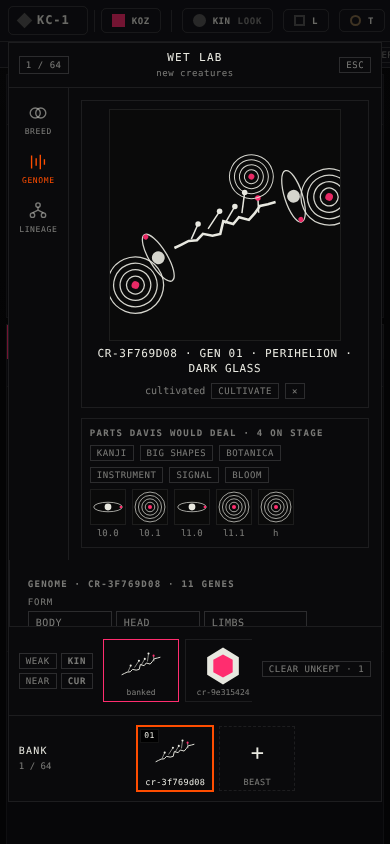 KC-1
KOZ
KIN LOOK
L
T
1 / 64
WET LAB
new creatures
ESC
BREED
GENOME
LINEAGE
CR-3F769D08 · GEN 01 · PERIHELION ·
DARK GLASS
cultivated CULTIVATE ×
PARTS DAVIS WOULD DEAL · 4 ON STAGE
KANJI BIG SHAPES BOTANICA
INSTRUMENT SIGNAL BLOOM
l0.0 l0.1 l1.0 l1.1 h
GENOME · CR-3F769D08 · 11 GENES
FORM
BODY HEAD LIMBS
WEAK KIN
NEAR CUR
banked
cr-9e315424
CLEAR UNKEPT · 1
BANK
1 / 64
01
cr-3f769d08
+
BEAST